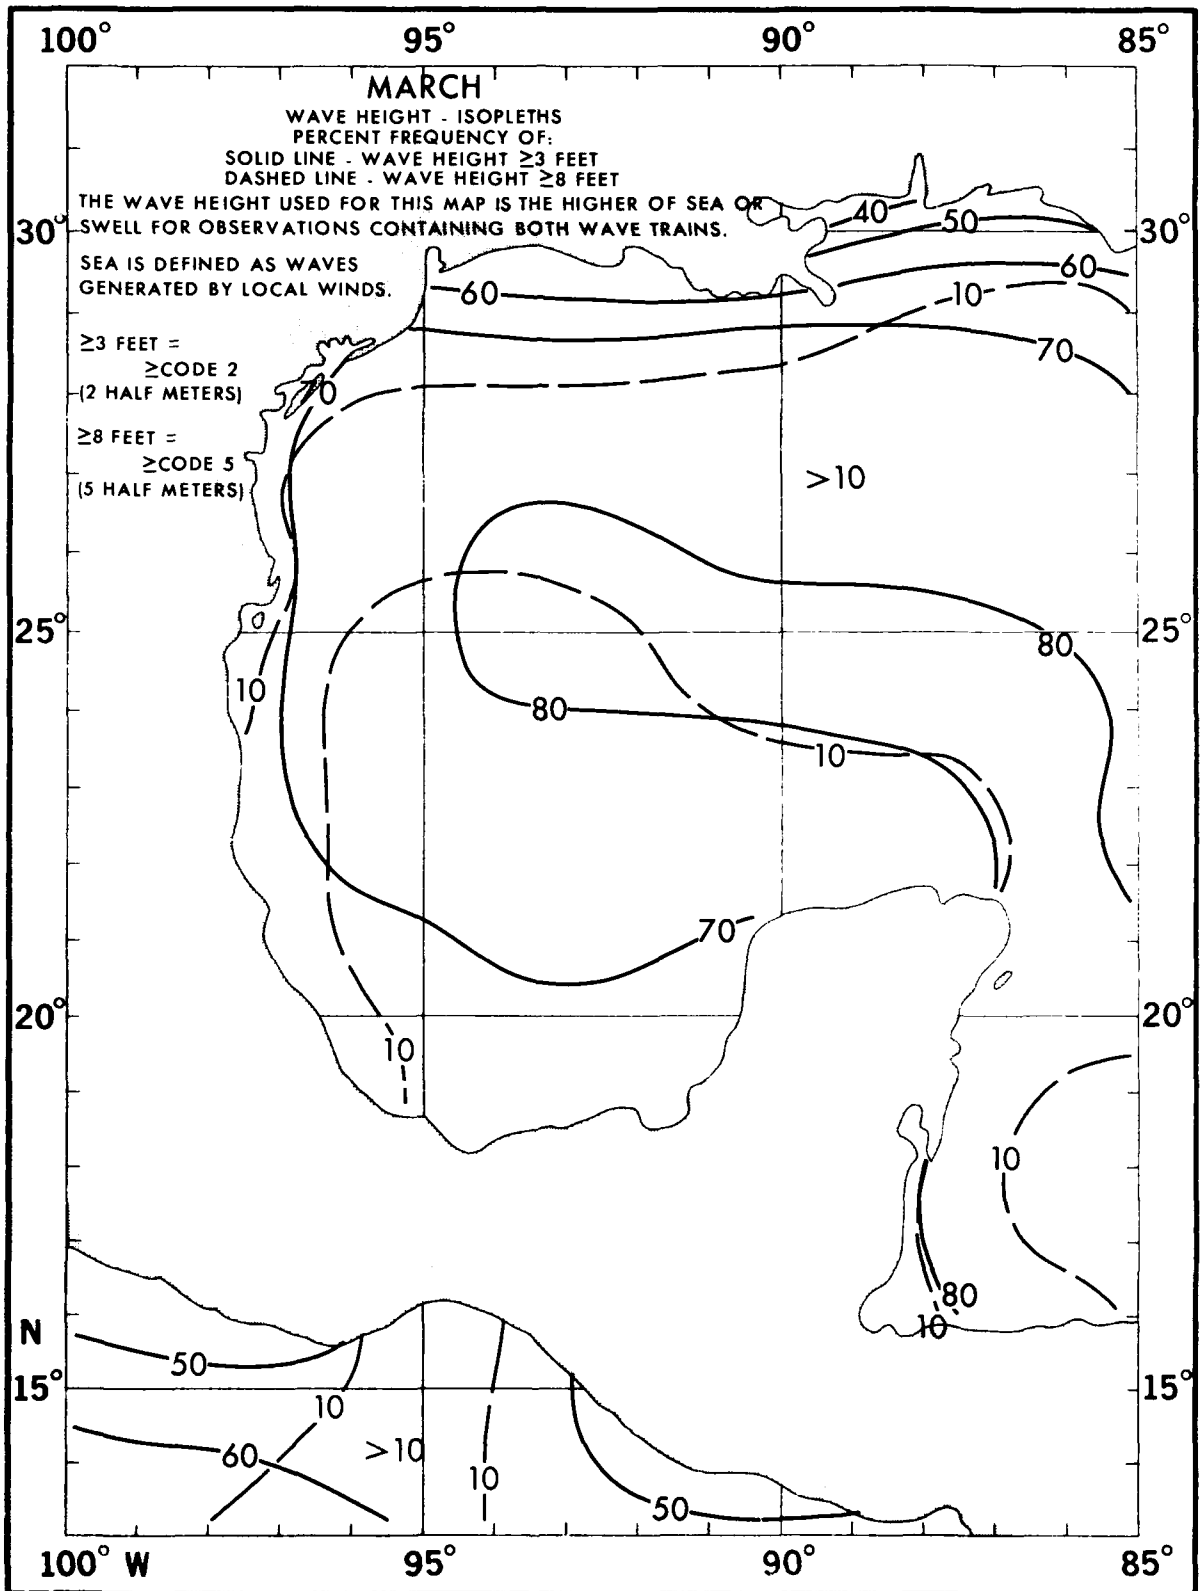 100° 95° 90° 85°
MARCH
WAVE HEIGHT - ISOPLETHS
PERCENT FREQUENCY OF:
SOLID LINE - WAVE HEIGHT ≥3 FEET
DASHED LINE - WAVE HEIGHT ≥8 FEET
THE WAVE HEIGHT USED FOR THIS MAP IS THE HIGHER OF SEA OR
SWELL FOR OBSERVATIONS CONTAINING BOTH WAVE TRAINS.
40
50
30° 30°
SEA IS DEFINED AS WAVES
GENERATED BY LOCAL WINDS.
60
60
10
≥3 FEET =
≥CODE 2
(2 HALF METERS)
70
70
≥8 FEET =
≥CODE 5
(5 HALF METERS)
>10
25° 25°
80
10
80
10
70
20° 20°
10
10
80
10
N
50
15° 15°
10
60
>10
10
50
100° W 95° 90° 85°